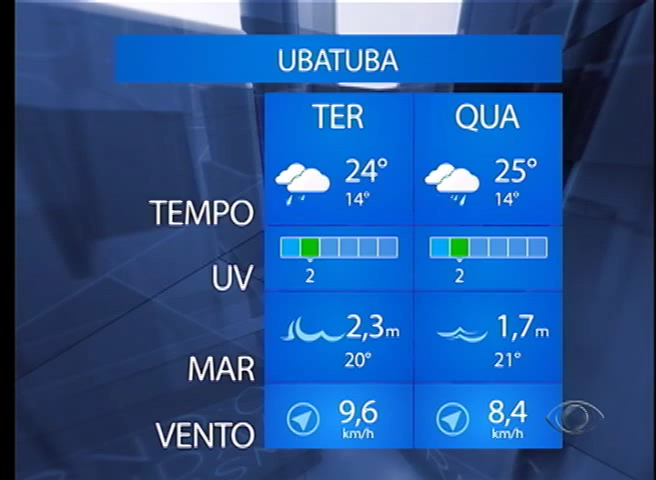 UBATUBA
TER QUA
TEMPO 24° 25°
14° 14°
UV 2 2
MAR 2,3m 1,7m
20° 21°
VENTO 9,6 8,4
km/h km/h